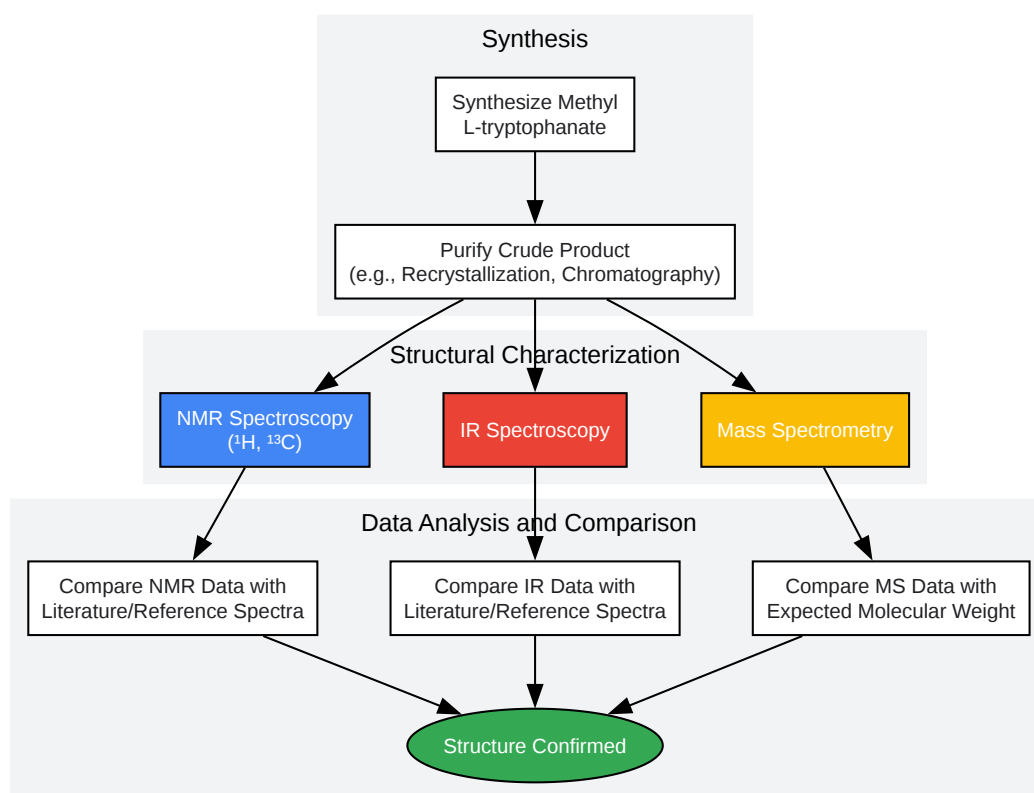 Synthesis
Synthesize Methyl
L-tryptophanate
Purify Crude Product
(e.g., Recrystallization, Chromatography)
Structural Characterization
NMR Spectroscopy
(¹H, ¹³C)
IR Spectroscopy
Mass Spectrometry
Data Analysis and Comparison
Compare NMR Data with
Literature/Reference Spectra
Compare IR Data with
Literature/Reference Spectra
Compare MS Data with
Expected Molecular Weight
Structure Confirmed